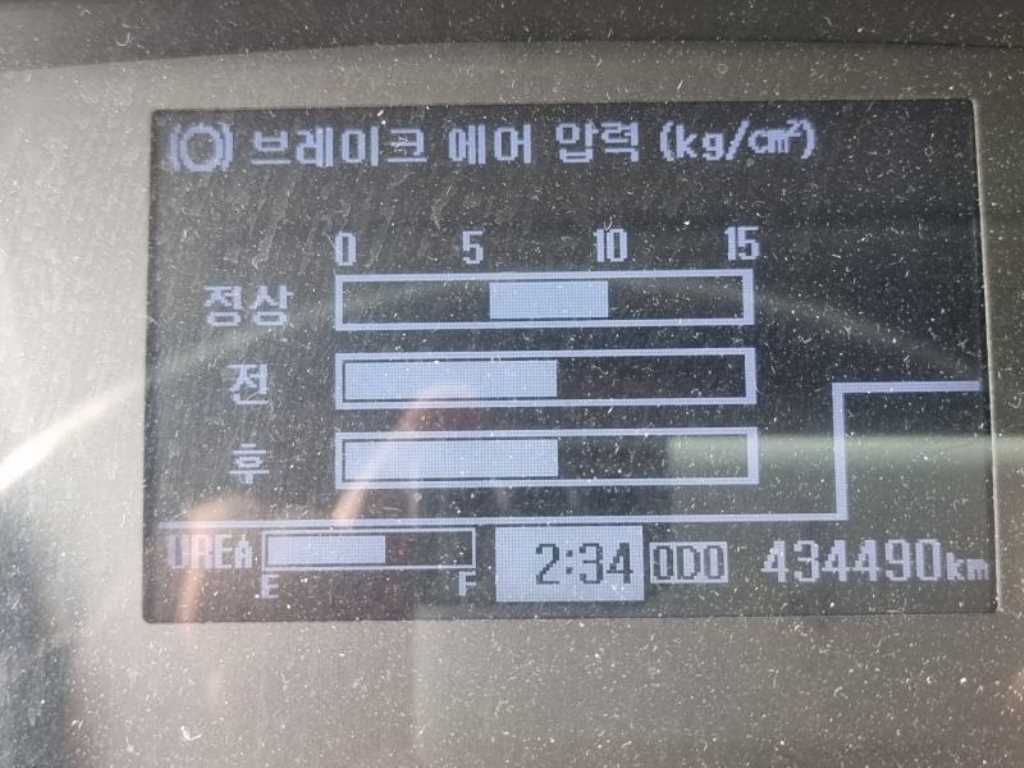 브레이크 에어 압력 (kg/cm²)
0 5 10 15
정상
전
후
UREA E F 2:34 ODO 434490km